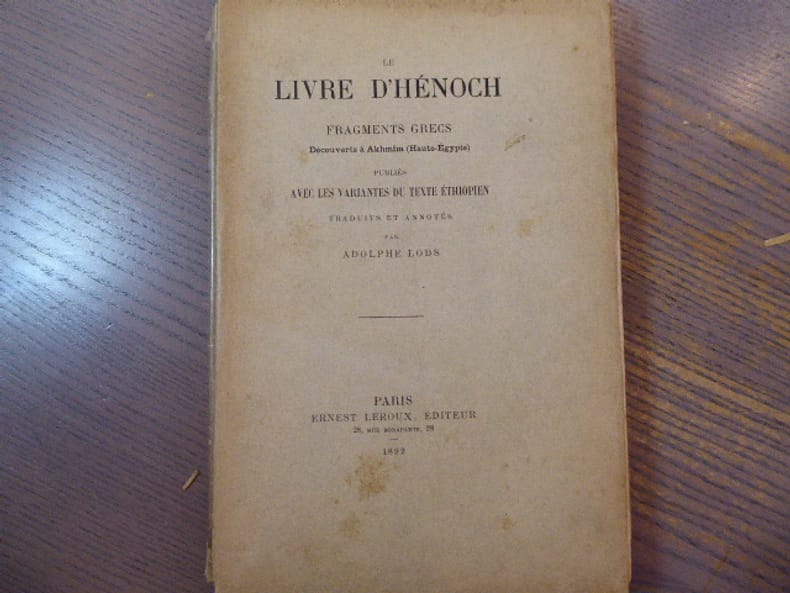 LE
LIVRE D'HÉNOCH
FRAGMENTS GRECS
Découverts à Akhmîm (Haute-Égypte)
PUBLIÉS
AVEC LES VARIANTES DU TEXTE ÉTHIOPIEN
TRADUITS ET ANNOTÉS
PAR
ADOLPHE LODS
PARIS
ERNEST LEROUX, ÉDITEUR
28, RUE BONAPARTE, 28
1892